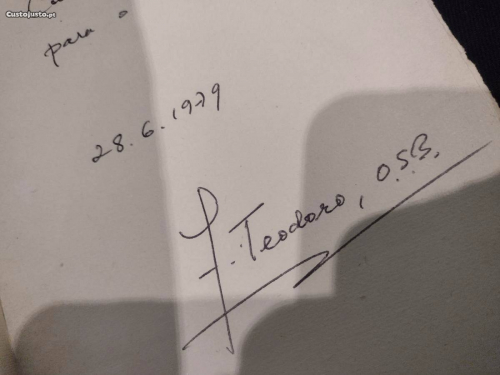 Custojusto.pt
para o
28.6.1979
F. Teodoro, O.S.B.